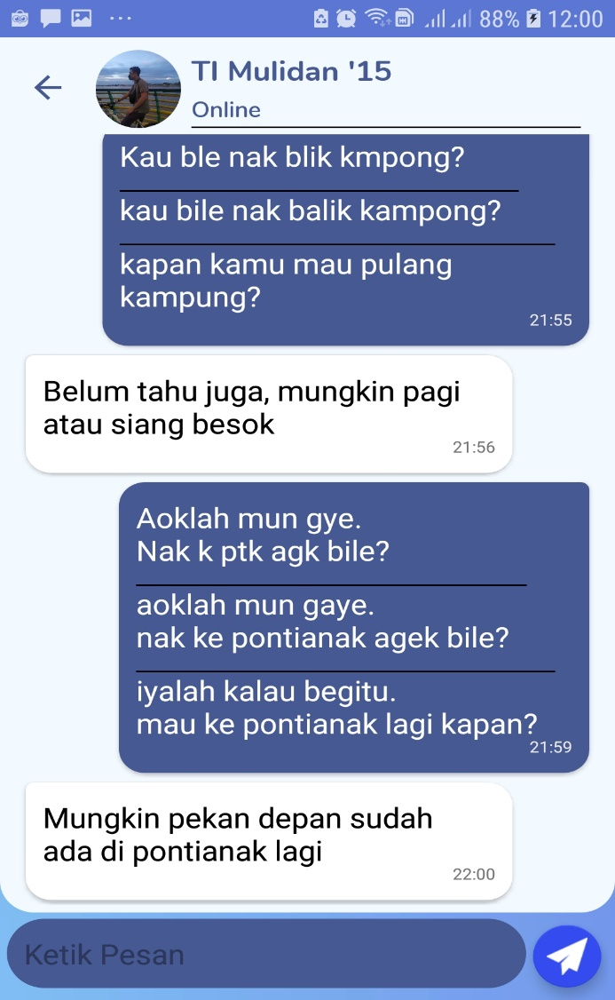 88% 12:00
TI Mulidan '15
Online
Kau ble nak blik kmpong?
kau bile nak balik kampong?
kapan kamu mau pulang
kampung?
21:55
Belum tahu juga, mungkin pagi
atau siang besok
21:56
Aoklah mun gye.
Nak k ptk agk bile?
aoklah mun gaye.
nak ke pontianak agek bile?
iyalah kalau begitu.
mau ke pontianak lagi kapan?
21:59
Mungkin pekan depan sudah
ada di pontianak lagi
22:00
Ketik Pesan